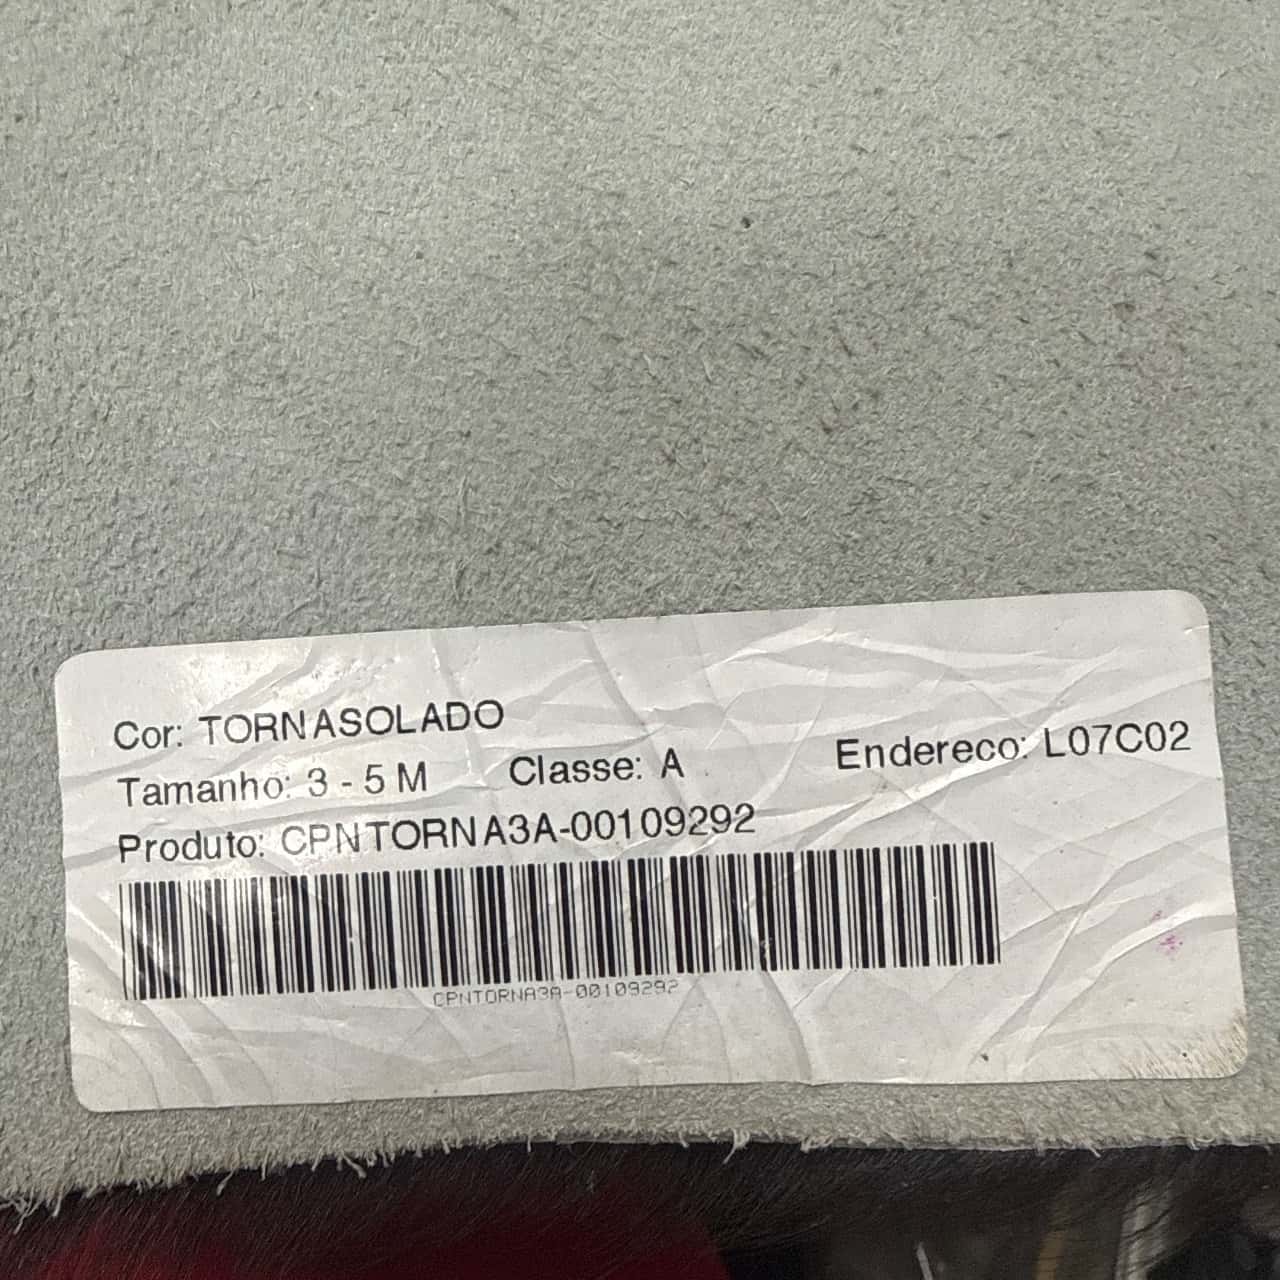 Cor: TORNASOLADO
Tamanho: 3 - 5 M Classe: A Endereco: L07C02
Produto: CPNTORNA3A-00109292
CPNTORNA3A-00109292